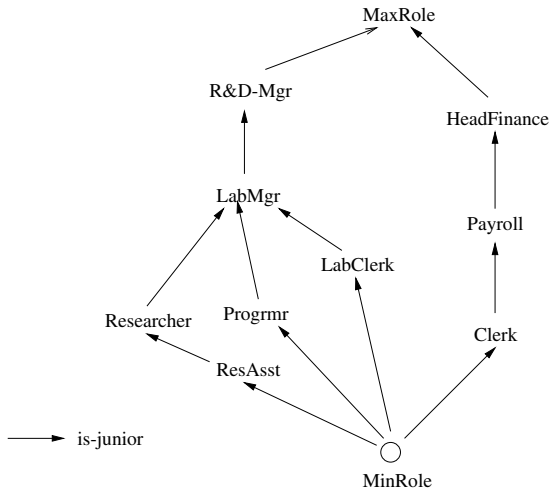 MaxRole
R&D-Mgr
HeadFinance
LabMgr
Payroll
LabClerk
Researcher
Progrmr
Clerk
ResAsst
is-junior
MinRole